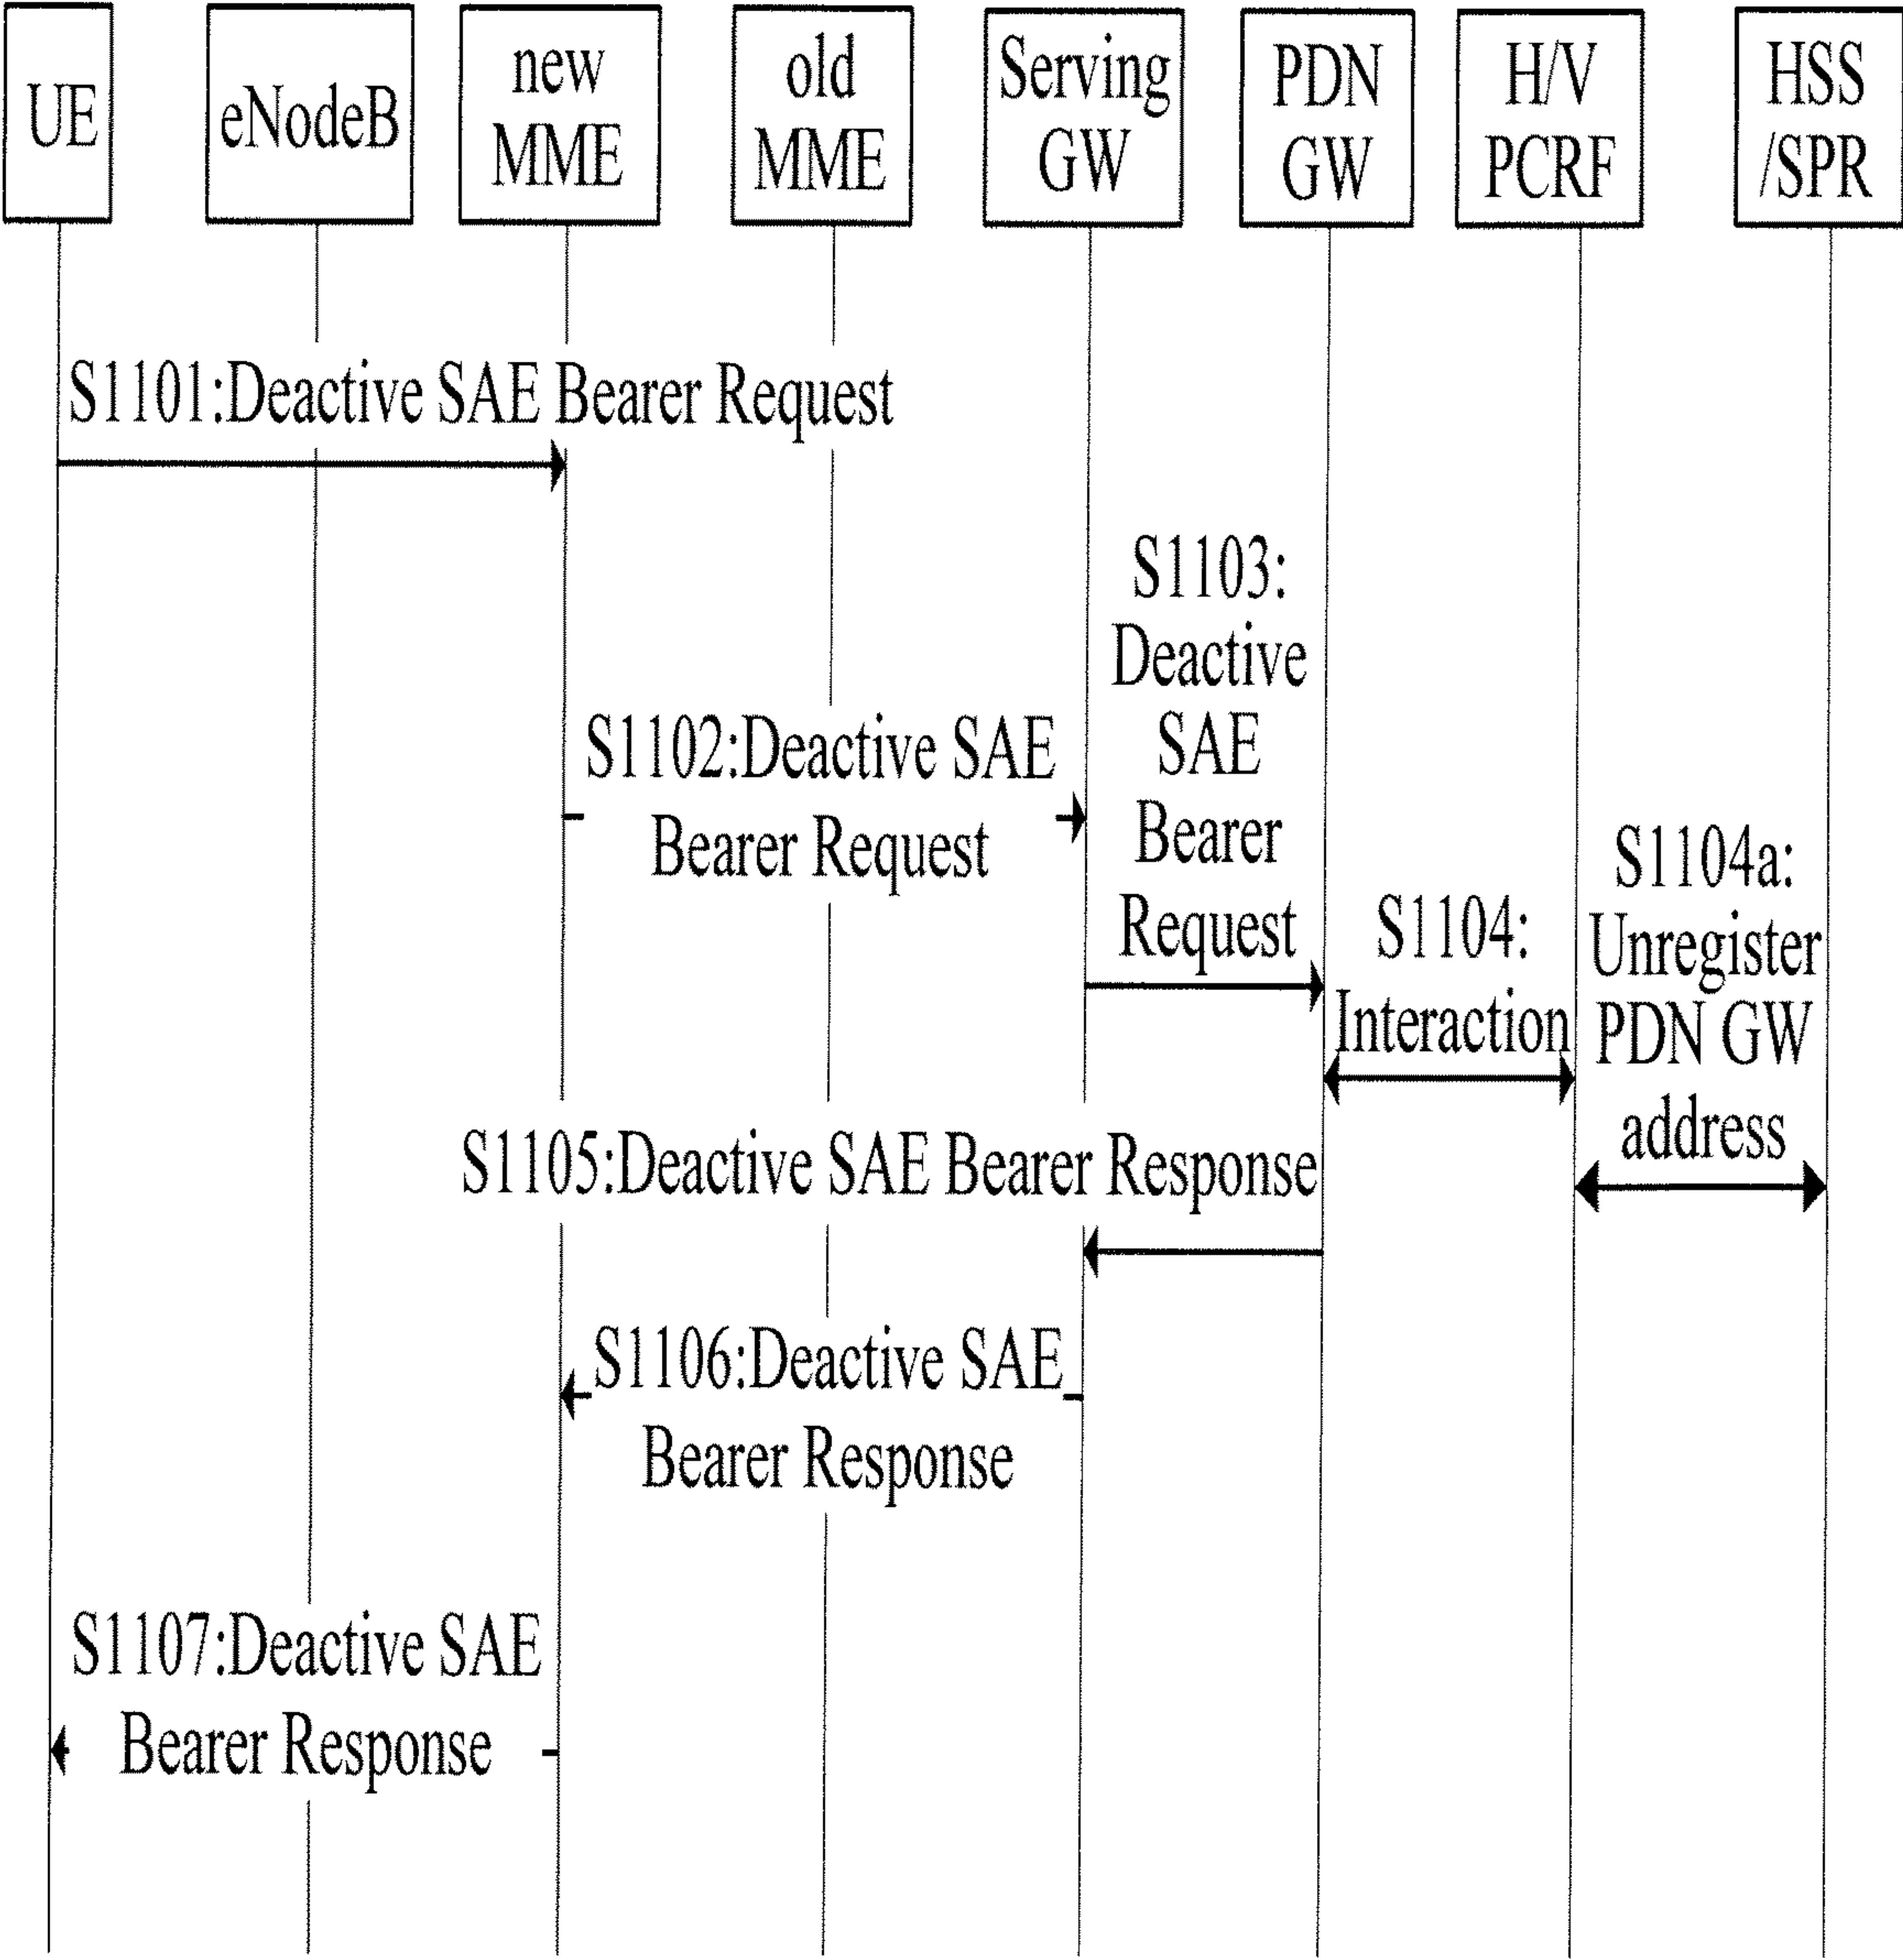 UE
eNodeB
new
MME
old
MME
Serving
GW
PDN
GW
H/V
PCRF
HSS
/SPR
S1101:Deactive SAE Bearer Request
S1102:Deactive SAE
Bearer Request
S1103:
Deactive
SAE
Bearer
Request
S1104:
Interaction
S1104a:
Unregister
PDN GW
address
S1105:Deactive SAE Bearer Response
S1106:Deactive SAE
Bearer Response
S1107:Deactive SAE
Bearer Response